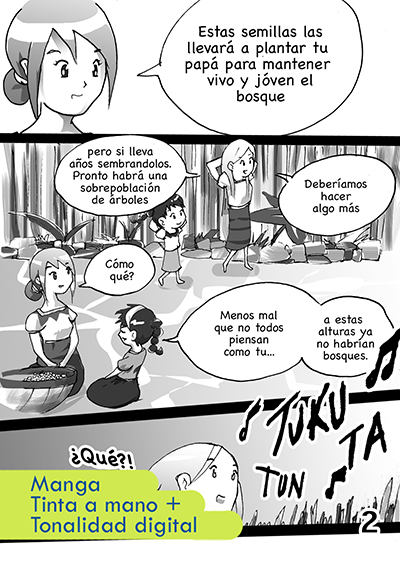 Estas semillas las
llevará a plantar tu
papá para mantener
vivo y jóven el
bosque
pero si lleva
años sembrandolos.
Pronto habrá una
sobrepoblación
de árboles
Deberíamos
hacer
algo más
Cómo
qué?
Menos mal
que no todos
piensan
como tu...
a estas
alturas ya
no habrían
bosques.
TUKU
TA
TUN
¿Qué?!
Manga
Tinta a mano +
Tonalidad digital
2